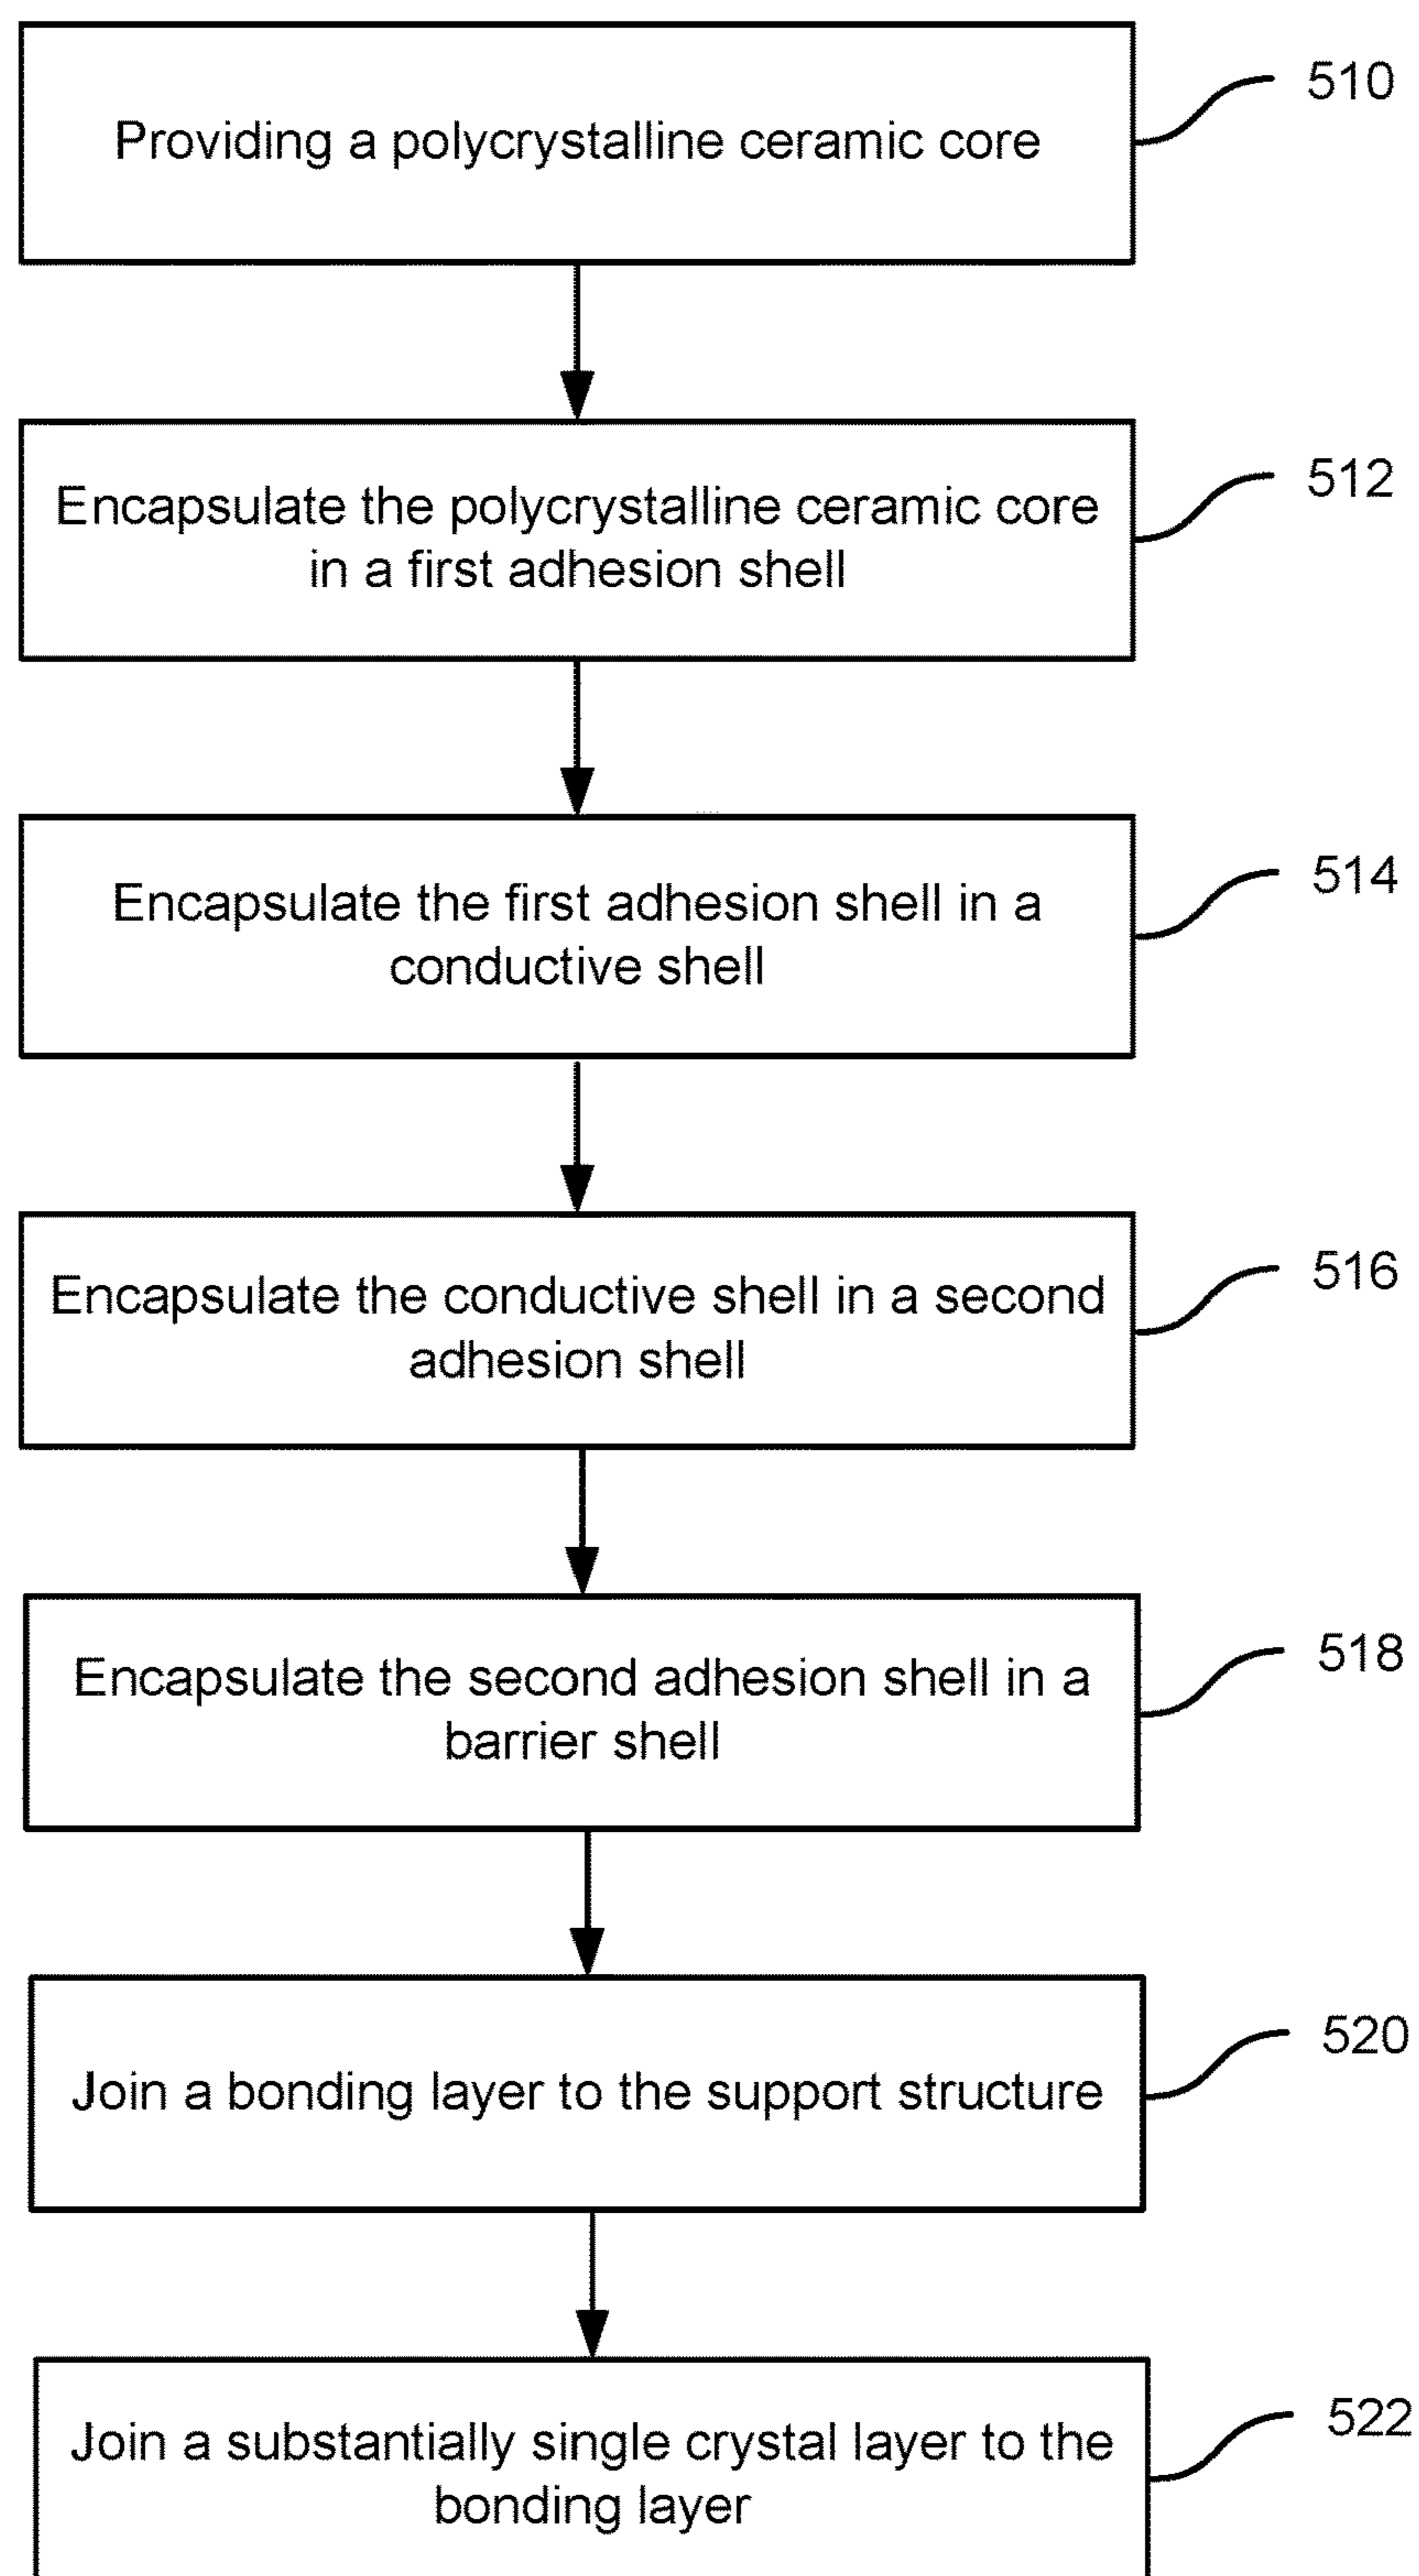 Providing a polycrystalline ceramic core
510
Encapsulate the polycrystalline ceramic core
in a first adhesion shell
512
Encapsulate the first adhesion shell in a
conductive shell
514
Encapsulate the conductive shell in a second
adhesion shell
516
Encapsulate the second adhesion shell in a
barrier shell
518
Join a bonding layer to the support structure
520
Join a substantially single crystal layer to the
bonding layer
522